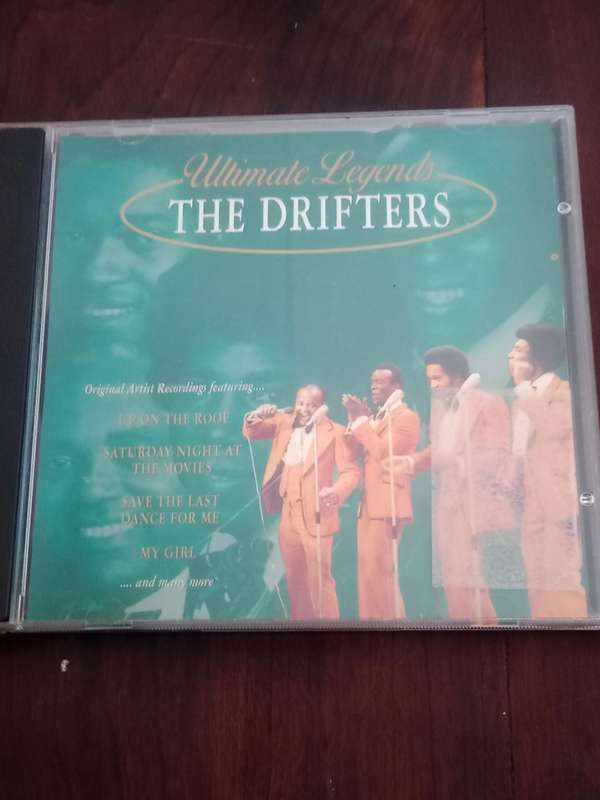 Ultimate Legends
THE DRIFTERS
Original Artist Recordings featuring....
UP ON THE ROOF
SATURDAY NIGHT AT
THE MOVIES
SAVE THE LAST
DANCE FOR ME
MY GIRL
.... and many more